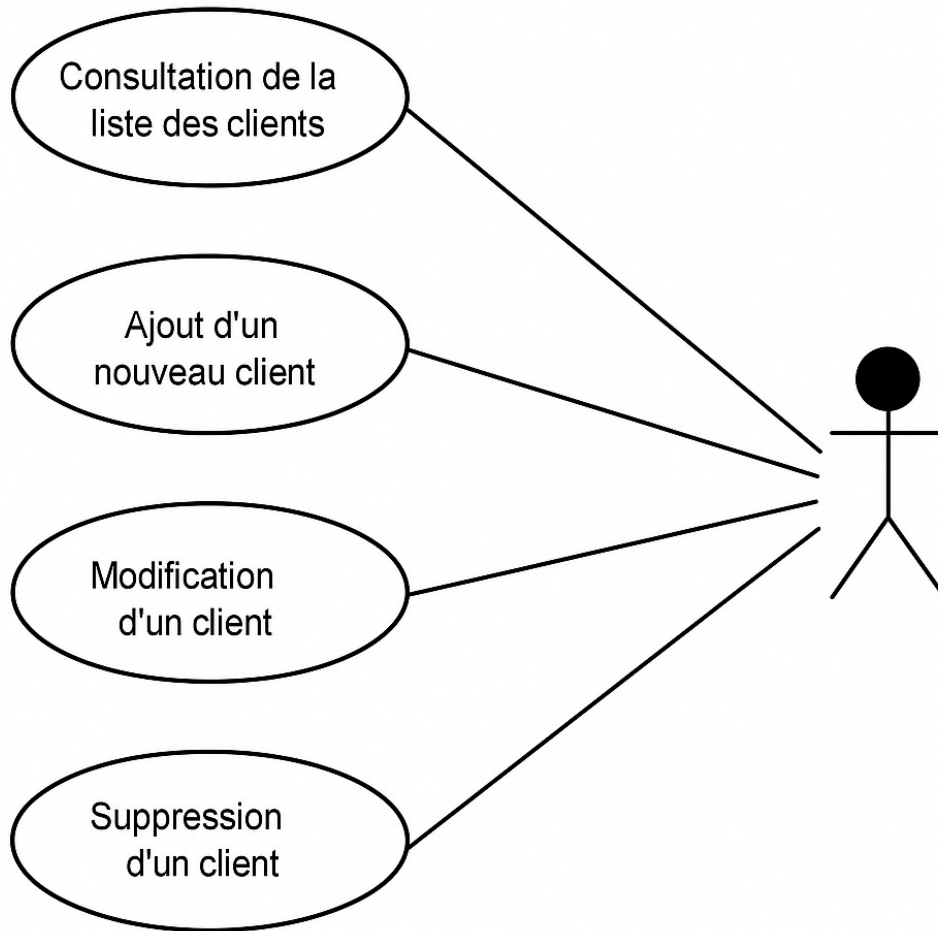 Consultation de la
liste des clients
Ajout d'un
nouveau client
Modification
d'un client
Suppression
d'un client